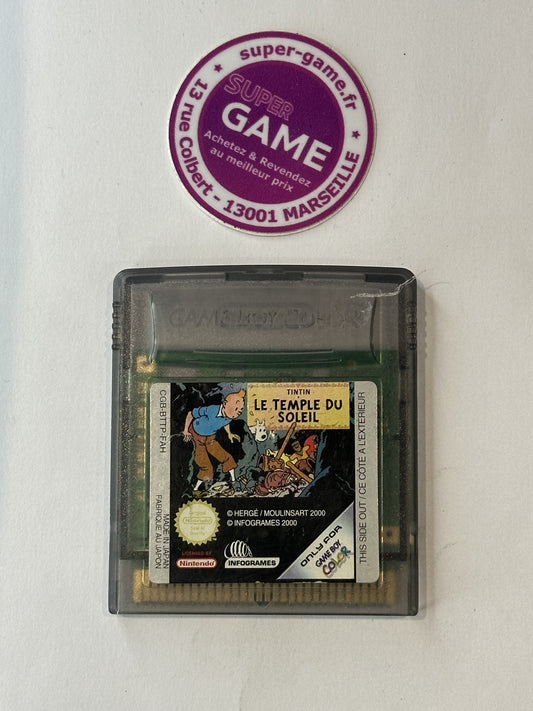 super-game.fr
SUPER
GAME
Achetez & Revendez
au meilleur prix
13 rue Colbert - 13001 MARSEILLE
GAME BOY COLOR
TINTIN
LE TEMPLE DU
SOLEIL
CGB-BTTP-FAH
MADE IN JAPAN
FABRIQUÉ AU JAPON
THIS SIDE OUT / CE CÔTÉ A L'EXTÉRIEUR
© HERGÉ / MOULINSART 2000
© INFOGRAMES 2000
Nintendo
LICENSED BY
Nintendo
INFOGRAMES
ONLY FOR
GAME BOY
COLOR